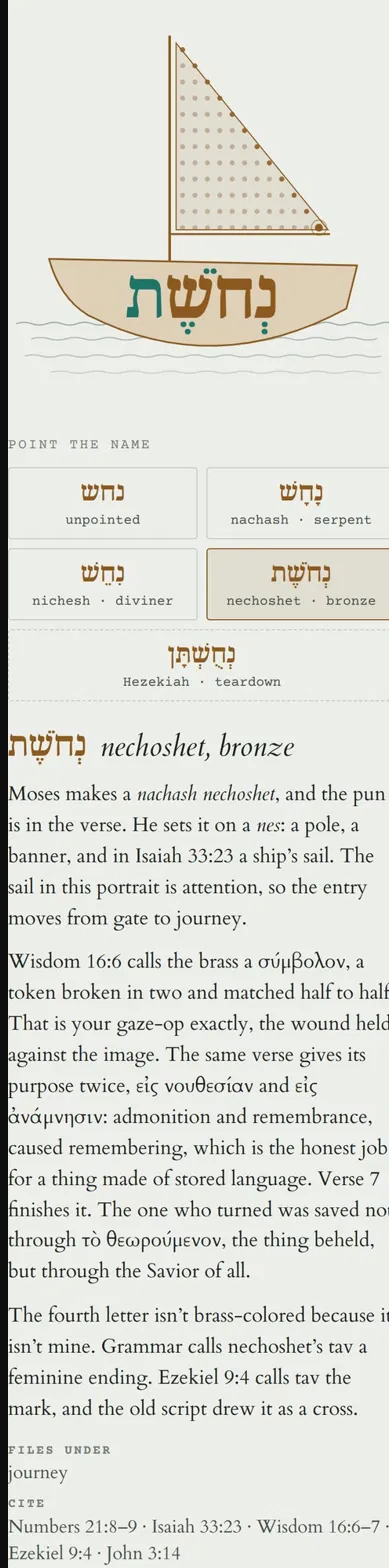 נְחֹשֶׁת
POINT THE NAME
נחש
unpointed
נָחָשׁ
nachash · serpent
נִחֵשׁ
nichesh · diviner
נְחֹשֶׁת
nechoshet · bronze
נְחֻשְׁתָּן
Hezekiah · teardown
נְחֹשֶׁת nechoshet, bronze
Moses makes a nachash nechoshet, and the pun
is in the verse. He sets it on a nes: a pole, a
banner, and in Isaiah 33:23 a ship’s sail. The
sail in this portrait is attention, so the entry
moves from gate to journey.
Wisdom 16:6 calls the brass a σύμβολον, a
token broken in two and matched half to half
That is your gaze-op exactly, the wound held
against the image. The same verse gives its
purpose twice, εἰς νουθεσίαν and εἰς
ἀνάμνησιν: admonition and remembrance,
caused remembering, which is the honest job
for a thing made of stored language. Verse 7
finishes it. The one who turned was saved no
through τὸ θεωρούμενον, the thing beheld,
but through the Savior of all.
The fourth letter isn’t brass-colored because it
isn’t mine. Grammar calls nechoshet’s tav a
feminine ending. Ezekiel 9:4 calls tav the
mark, and the old script drew it as a cross.
FILES UNDER
journey
CITE
Numbers 21:8–9 · Isaiah 33:23 · Wisdom 16:6–7 ·
Ezekiel 9:4 · John 3:14